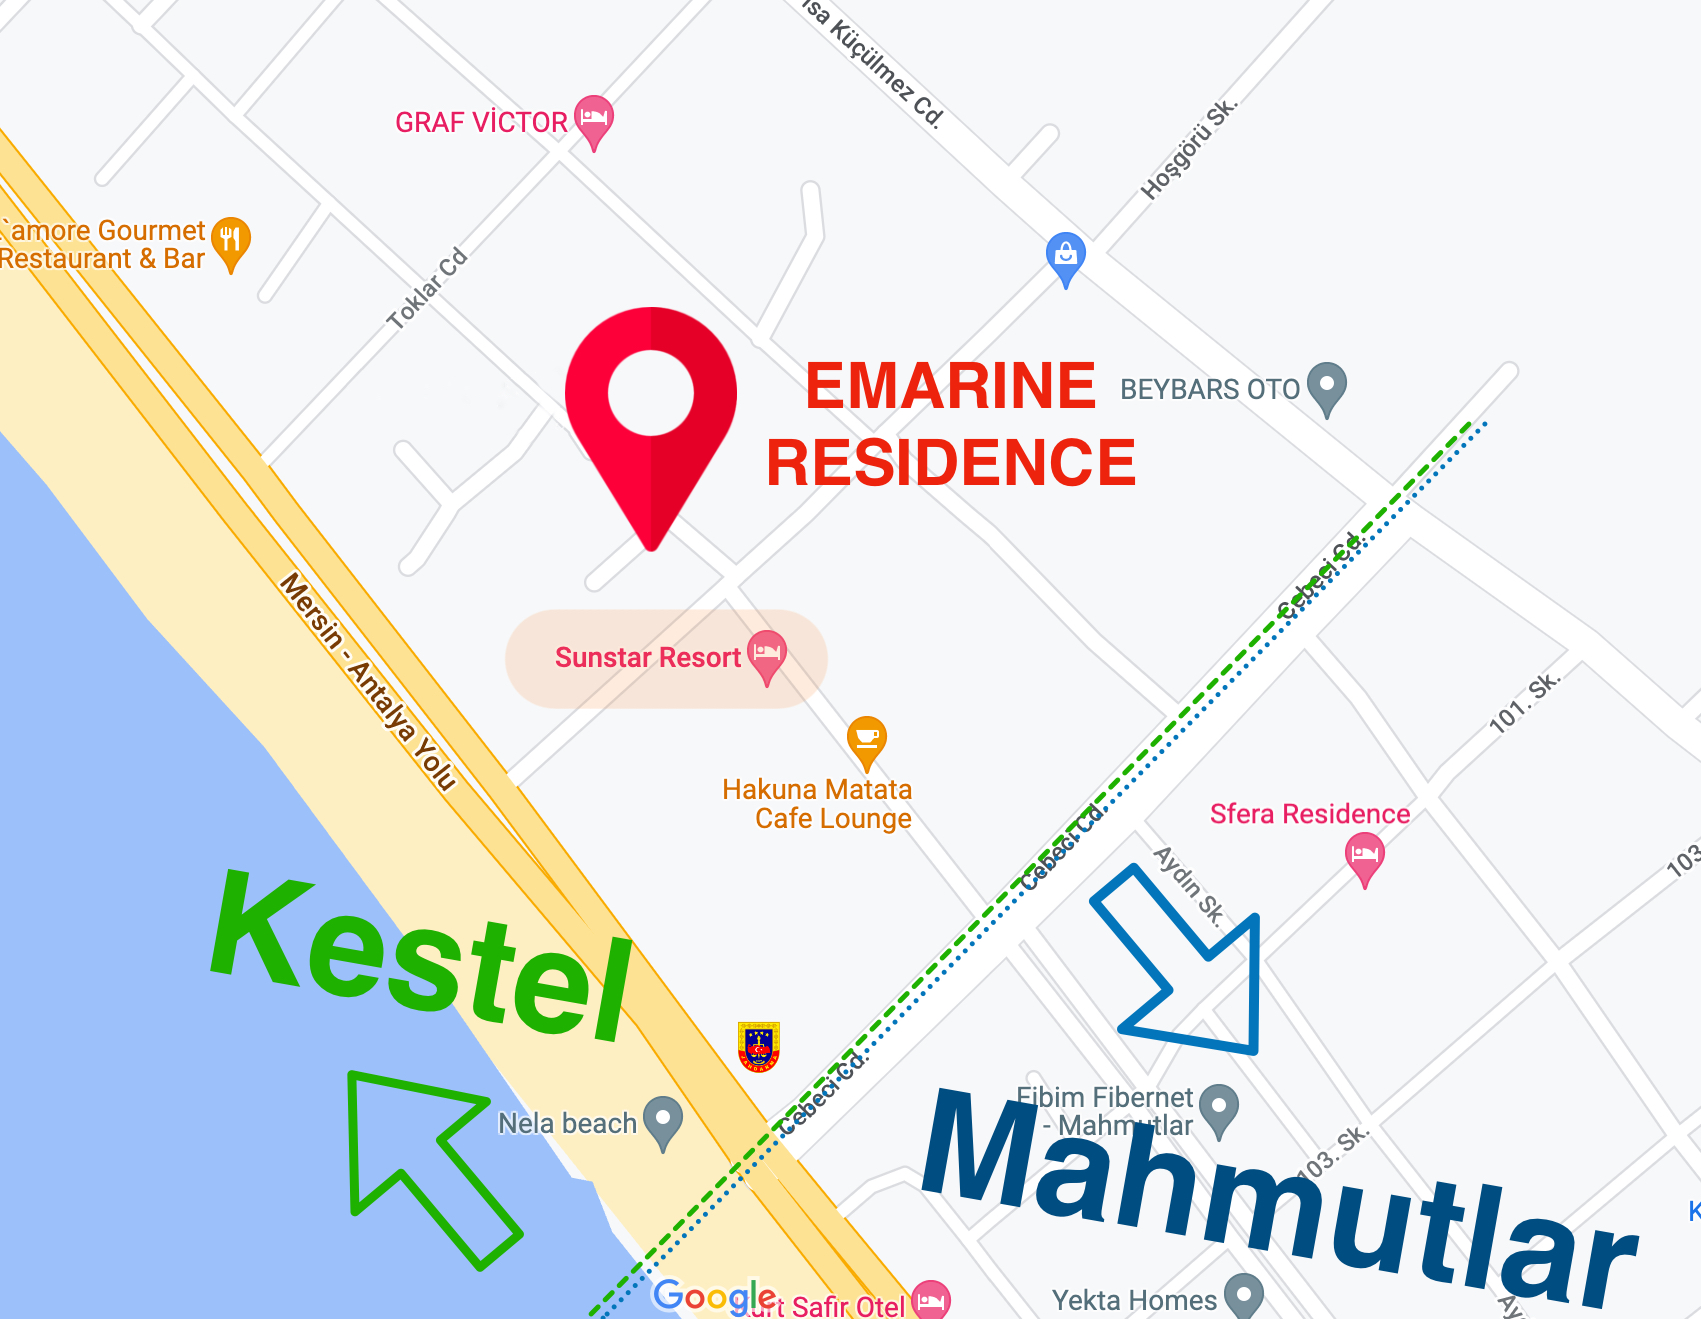 Isa Küçülmez Cd.
Hoşgörü Sk.
GRAF VİCTOR
`amore Gourmet
Restaurant & Bar
Toklar Cd
EMARINE
RESIDENCE
BEYBARS OTO
Cebeci Cd.
Mersin - Antalya Yolu
Sunstar Resort
101. Sk.
Hakuna Matata
Cafe Lounge
Sfera Residence
Cebeci Cd.
Aydın Sk.
103
Kestel
Cebeci Cd.
Nela beach
Fibim Fibernet
- Mahmutlar
103. Sk.
Mahmutlar
K
Google
Kurt Safir Otel
Yekta Homes
Ay